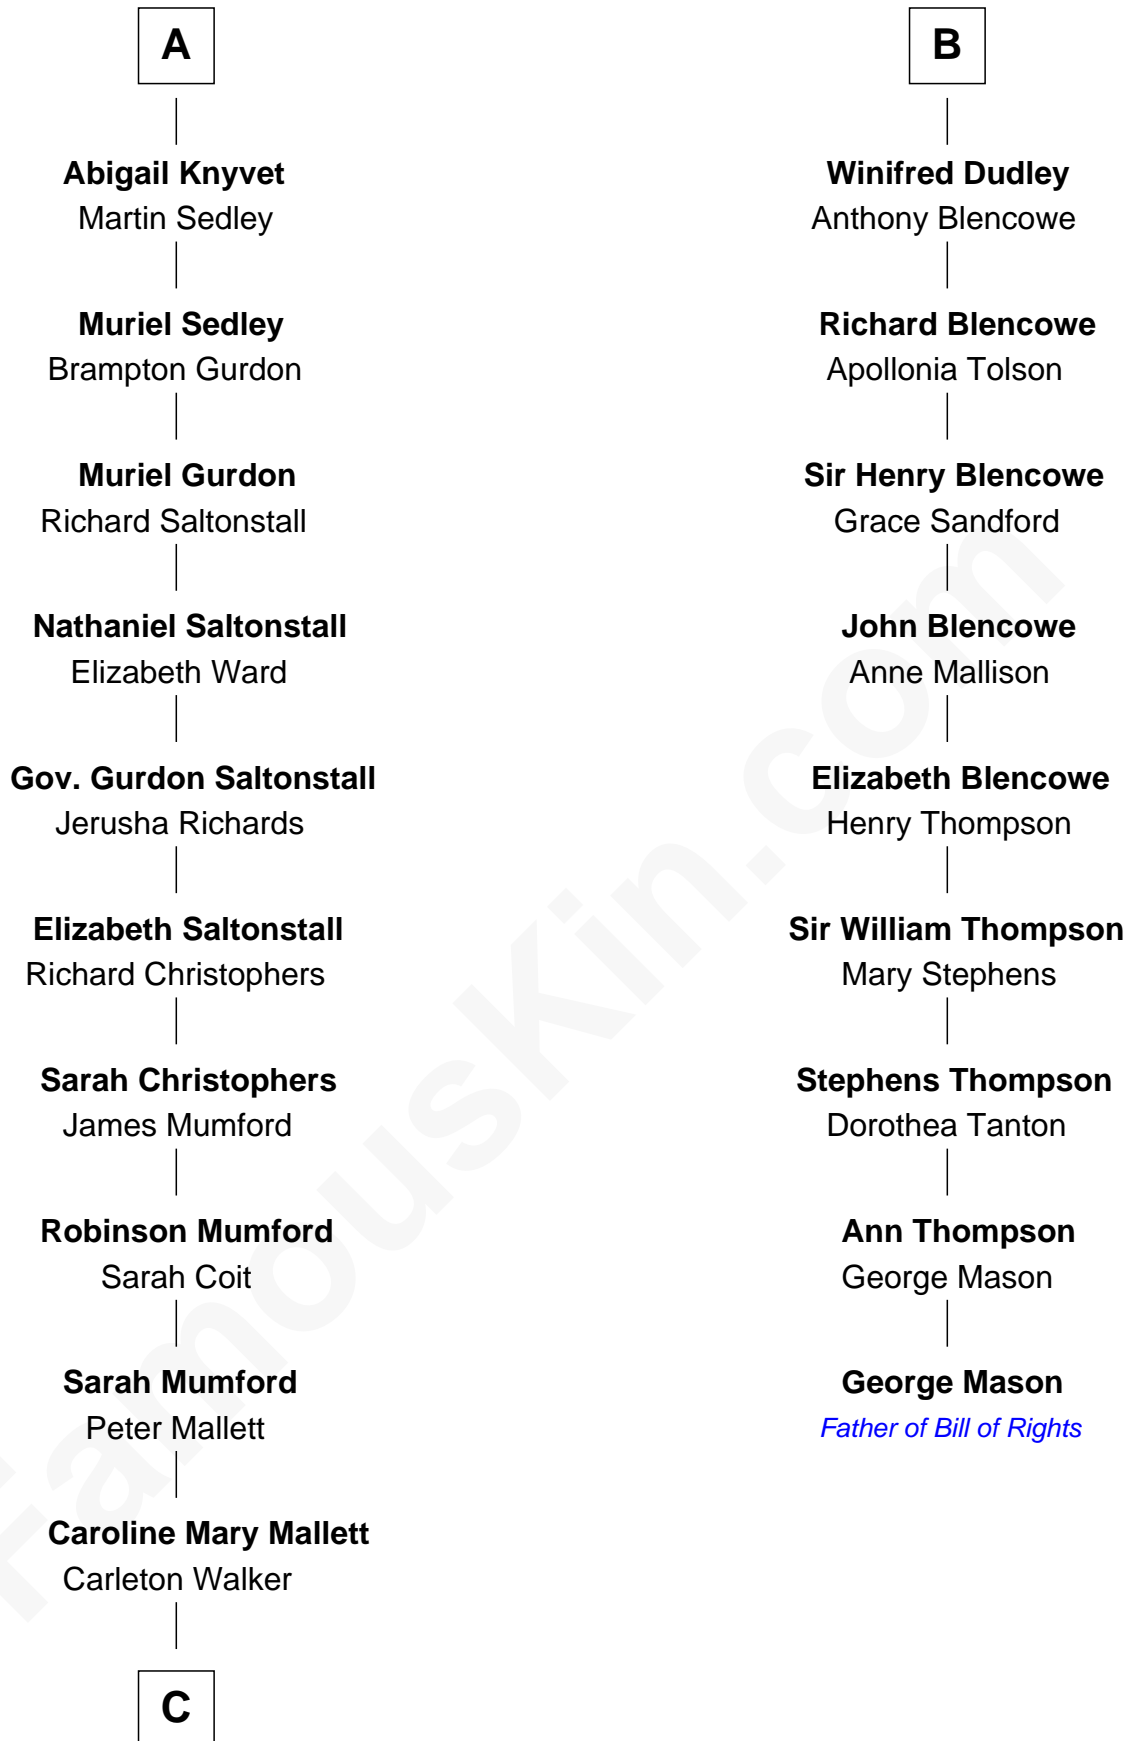 A
Abigail Knyvet
Martin Sedley
Muriel Sedley
Brampton Gurdon
Muriel Gurdon
Richard Saltonstall
Nathaniel Saltonstall
Elizabeth Ward
Gov. Gurdon Saltonstall
Jerusha Richards
Elizabeth Saltonstall
Richard Christophers
Sarah Christophers
James Mumford
Robinson Mumford
Sarah Coit
Sarah Mumford
Peter Mallett
Caroline Mary Mallett
Carleton Walker
C
B
Winifred Dudley
Anthony Blencowe
Richard Blencowe
Apollonia Tolson
Sir Henry Blencowe
Grace Sandford
John Blencowe
Anne Mallison
Elizabeth Blencowe
Henry Thompson
Sir William Thompson
Mary Stephens
Stephens Thompson
Dorothea Tanton
Ann Thompson
George Mason
George Mason
Father of Bill of Rights
FamousKin.com